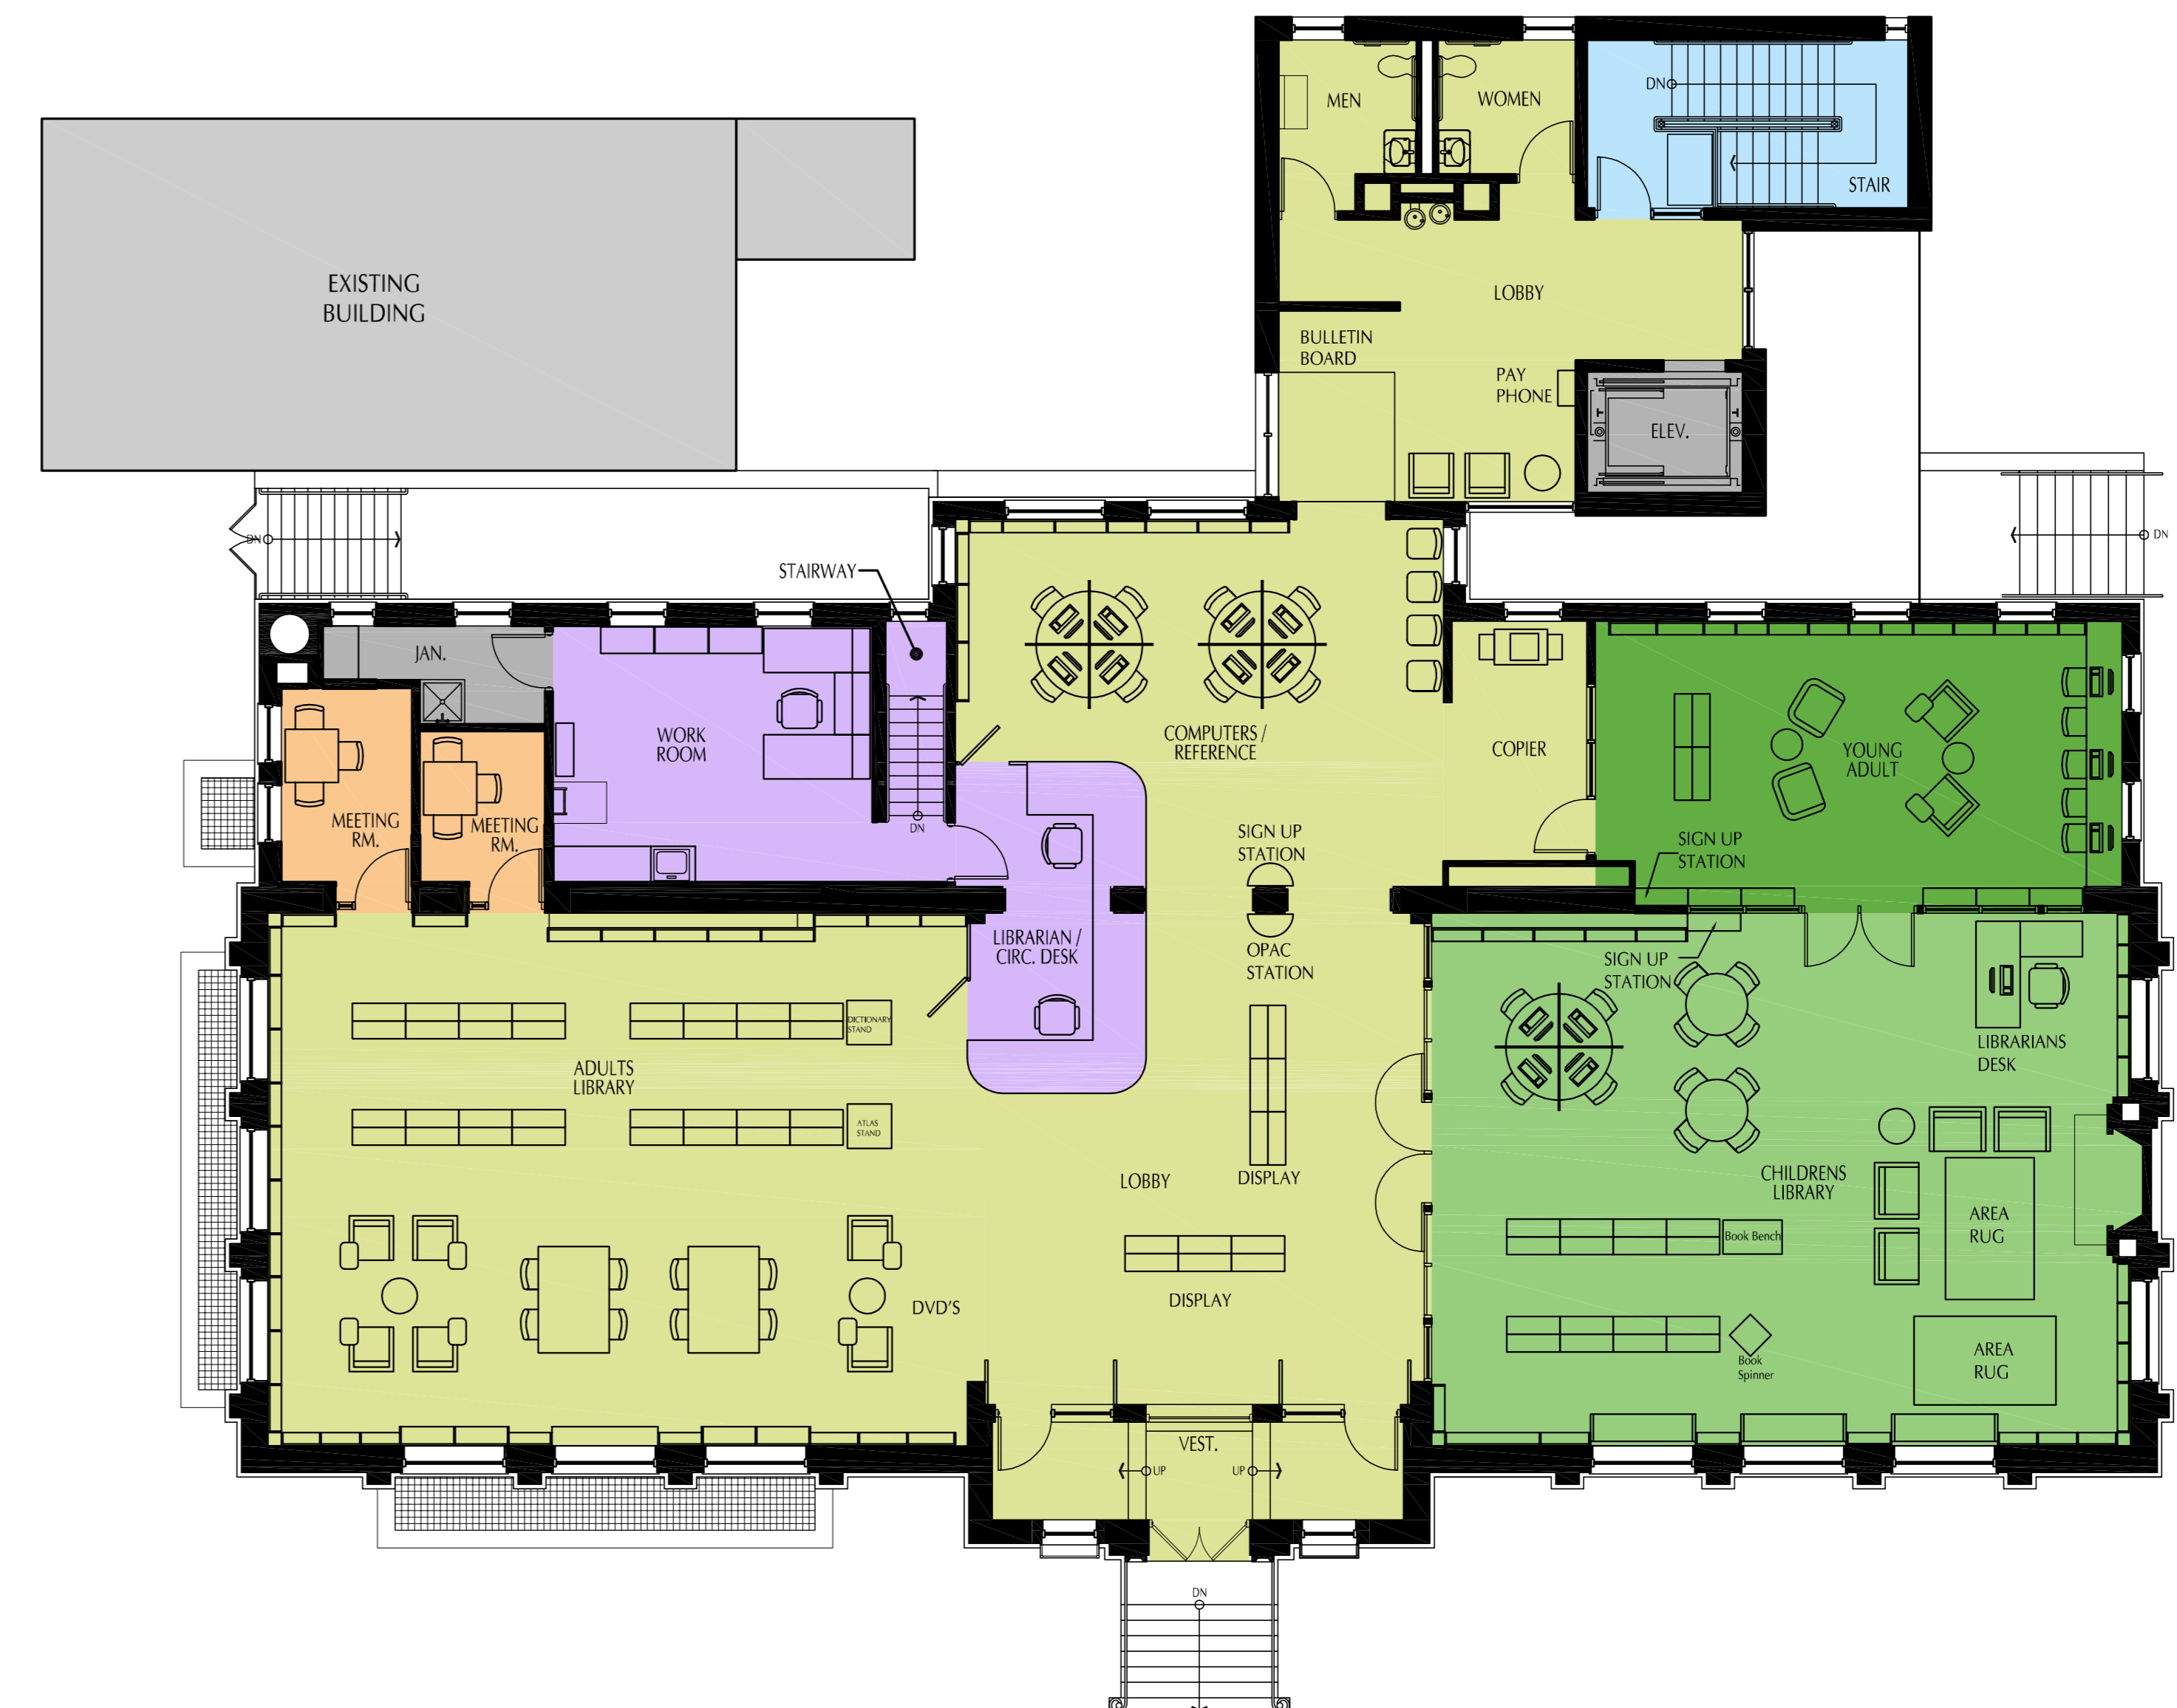 MEN
WOMEN
DN
STAIR
EXISTING
BUILDING
LOBBY
BULLETIN
BOARD
PAY
PHONE
ELEV.
DN
DN
STAIRWAY
JAN.
WORK
ROOM
COMPUTERS /
REFERENCE
COPIER
YOUNG
ADULT
MEETING
RM.
MEETING
RM.
DN
SIGN UP
STATION
SIGN UP
STATION
LIBRARIAN /
CIRC. DESK
OPAC
STATION
SIGN UP
STATION
DICTIONARY
STAND
LIBRARIANS
DESK
ADULTS
LIBRARY
ATLAS
STAND
LOBBY
DISPLAY
CHILDRENS
LIBRARY
AREA
RUG
Book Bench
DISPLAY
DVD'S
AREA
RUG
Book
Spinner
VEST.
UP
UP
DN